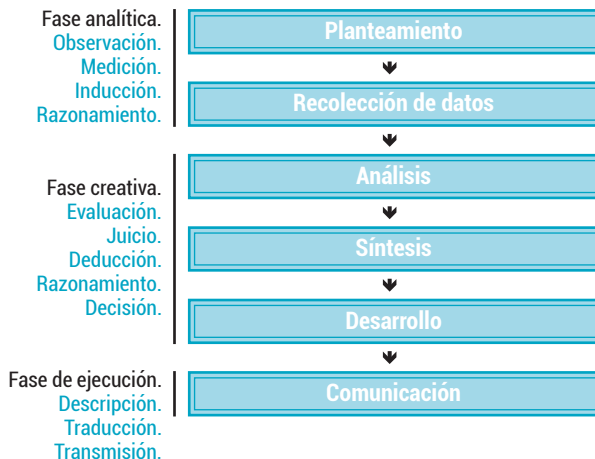 Fase analítica.
Observación.
Medición.
Inducción.
Razonamiento.
Planteamiento
Recolección de datos
Fase creativa.
Evaluación.
Juicio.
Deducción.
Razonamiento.
Decisión.
Análisis
Síntesis
Desarrollo
Fase de ejecución.
Descripción.
Traducción.
Transmisión.
Comunicación